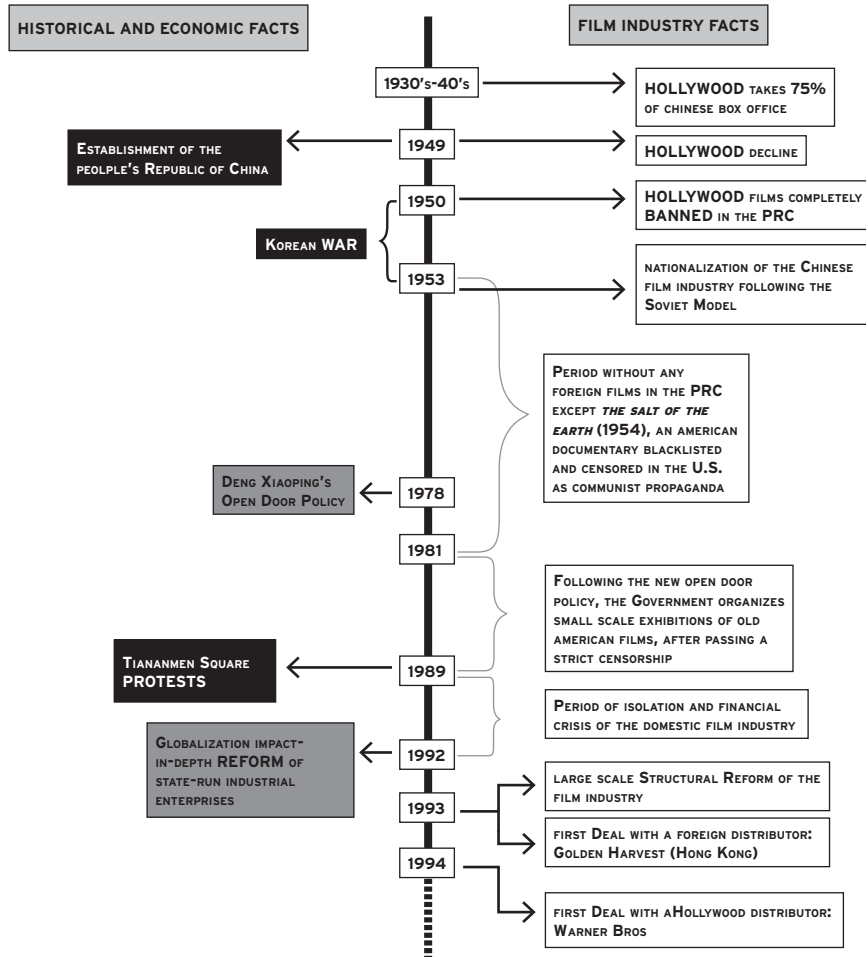 HISTORICAL AND ECONOMIC FACTS
FILM INDUSTRY FACTS
1930's-40's
HOLLYWOOD TAKES 75%
OF CHINESE BOX OFFICE
ESTABLISHMENT OF THE
PEOLPLE'S REPUBLIC OF CHINA
1949
HOLLYWOOD DECLINE
1950
HOLLYWOOD FILMS COMPLETELY
BANNED IN THE PRC
KOREAN WAR
1953
NATIONALIZATION OF THE CHINESE
FILM INDUSTRY FOLLOWING THE
SOVIET MODEL
PERIOD WITHOUT ANY
FOREIGN FILMS IN THE PRC
EXCEPT THE SALT OF THE
EARTH (1954), AN AMERICAN
DOCUMENTARY BLACKLISTED
AND CENSORED IN THE U.S.
AS COMMUNIST PROPAGANDA
DENG XIAOPING'S
OPEN DOOR POLICY
1978
1981
FOLLOWING THE NEW OPEN DOOR
POLICY, THE GOVERNMENT ORGANIZES
SMALL SCALE EXHIBITIONS OF OLD
AMERICAN FILMS, AFTER PASSING A
STRICT CENSORSHIP
TIANANMEN SQUARE
PROTESTS
1989
PERIOD OF ISOLATION AND FINANCIAL
CRISIS OF THE DOMESTIC FILM INDUSTRY
GLOBALIZATION IMPACT-
IN-DEPTH REFORM OF
STATE-RUN INDUSTRIAL
ENTERPRISES
1992
1993
LARGE SCALE STRUCTURAL REFORM OF THE
FILM INDUSTRY
FIRST DEAL WITH A FOREIGN DISTRIBUTOR:
GOLDEN HARVEST (HONG KONG)
1994
FIRST DEAL WITH AHOLLYWOOD DISTRIBUTOR:
WARNER BROS